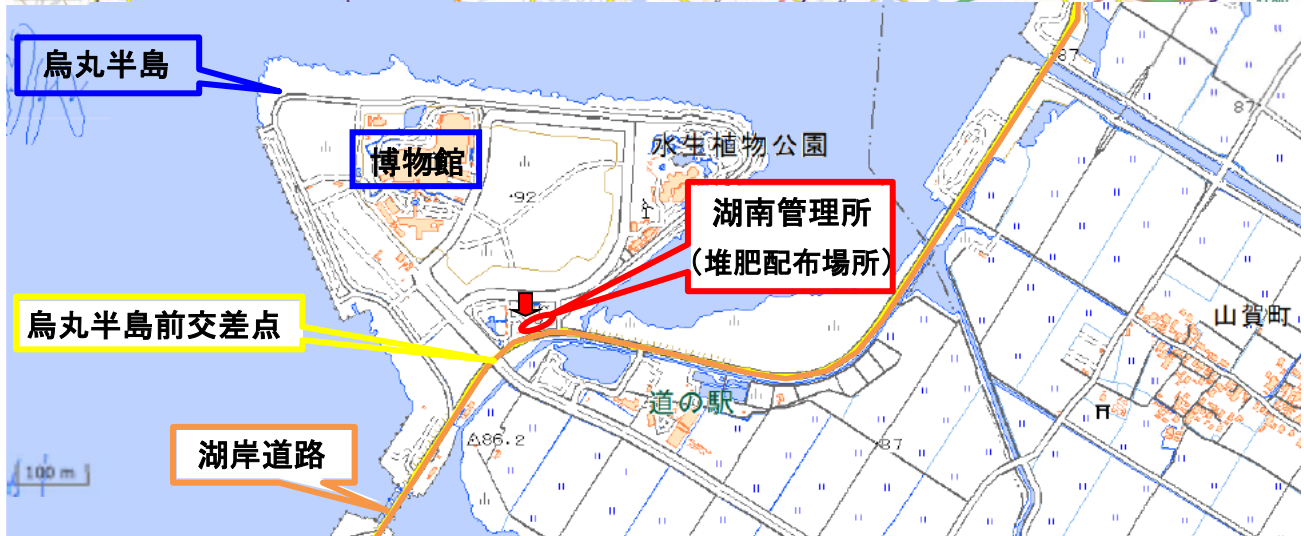 烏丸半島
87
87
水生植物公園
博物館
・92
湖南管理所
(堆肥配布場所)
烏丸半島前交差点
山賀町
道の駅
△86.2
・87
湖岸道路
100 m